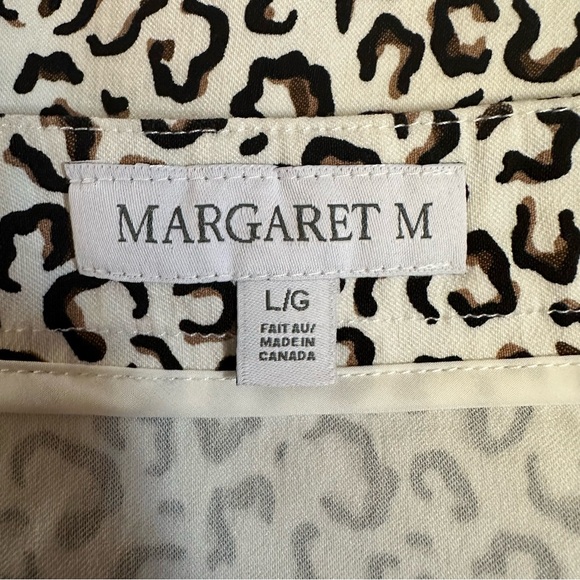 MARGARET M
L/G
FAIT AU/
MADE IN
CANADA